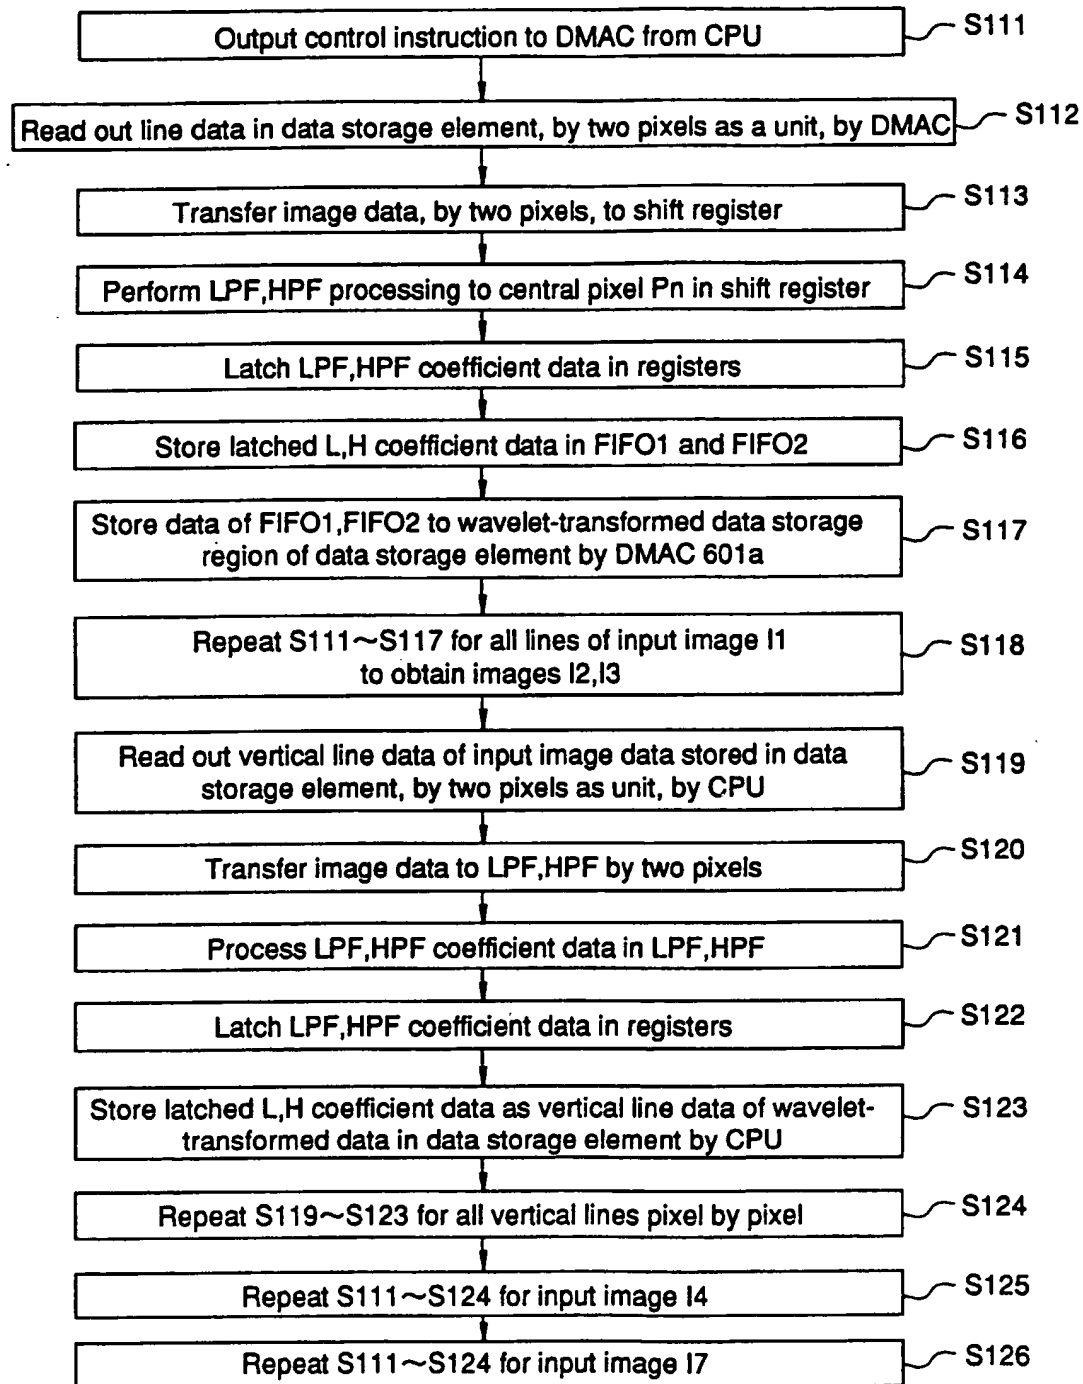 Output control instruction to DMAC from CPU
S111
Read out line data in data storage element, by two pixels as a unit, by DMAC
S112
Transfer image data, by two pixels, to shift register
S113
Perform LPF,HPF processing to central pixel Pn in shift register
S114
Latch LPF,HPF coefficient data in registers
S115
Store latched L,H coefficient data in FIFO1 and FIFO2
S116
Store data of FIFO1,FIFO2 to wavelet-transformed data storage
region of data storage element by DMAC 601a
S117
Repeat S111~S117 for all lines of input image I1
to obtain images I2,I3
S118
Read out vertical line data of input image data stored in data
storage element, by two pixels as unit, by CPU
S119
Transfer image data to LPF,HPF by two pixels
S120
Process LPF,HPF coefficient data in LPF,HPF
S121
Latch LPF,HPF coefficient data in registers
S122
Store latched L,H coefficient data as vertical line data of wavelet-
transformed data in data storage element by CPU
S123
Repeat S119~S123 for all vertical lines pixel by pixel
S124
Repeat S111~S124 for input image I4
S125
Repeat S111~S124 for input image I7
S126